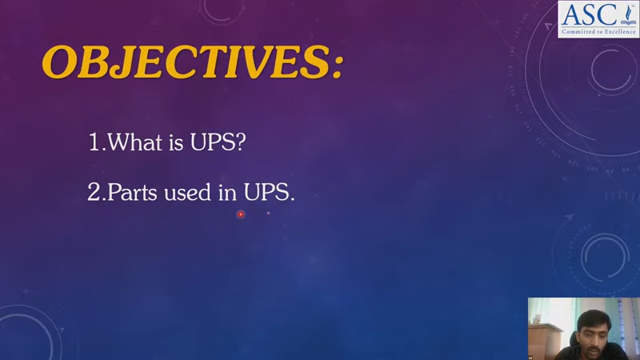 ASC
Committed to Excellence
OBJECTIVES:
1.What is UPS?
2.Parts used in UPS.